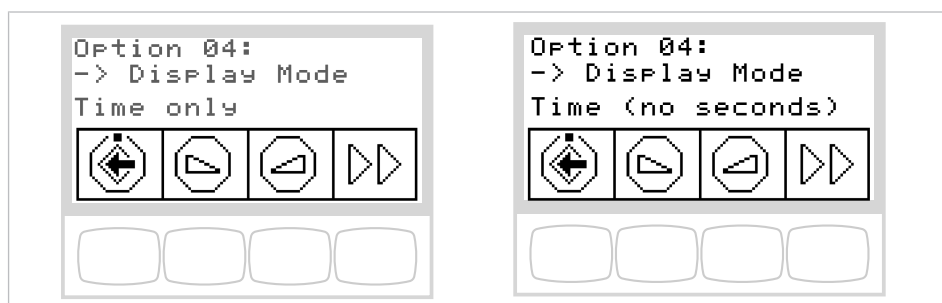 Option 04:
-> Display Mode
Time only
Option 04:
-> Display Mode
Time (no seconds)